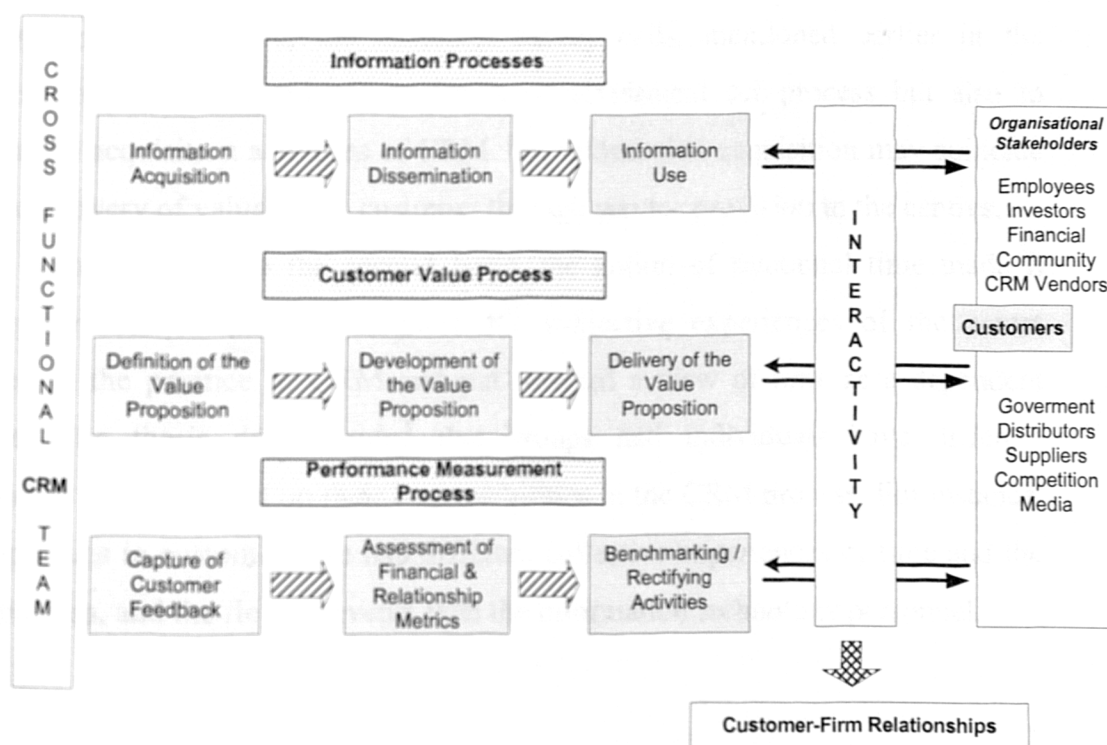 CROSS FUNCTIONAL CRM TEAM
Information Processes
Information
Acquisition
Information
Dissemination
Information
Use
Customer Value Process
Definition of the
Value
Proposition
Development of
the Value
Proposition
Delivery of the
Value
Proposition
Performance Measurement
Process
Capture of
Customer
Feedback
Assessment of
Financial &
Relationship
Metrics
Benchmarking /
Rectifying
Activities
INTERACTIVITY
Organisational
Stakeholders
Employees
Investors
Financial
Community
CRM Vendors
Customers
Goverment
Distributors
Suppliers
Competition
Media
Customer-Firm Relationships